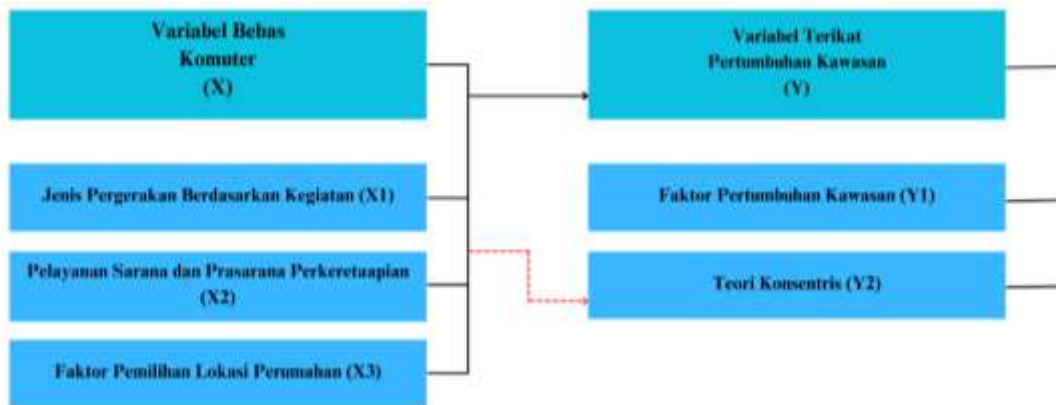 Variabel Bebas
Komuter
(X)
Jenis Pergerakan Berdasarkan Kegiatan (X1)
Pelayanan Sarana dan Prasarana Perkeretaapian
(X2)
Faktor Pemilihan Lokasi Perumahan (X3)
Variabel Terikat
Pertumbuhan Kawasan
(Y)
Faktor Pertumbuhan Kawasan (Y1)
Teori Konsentris (Y2)